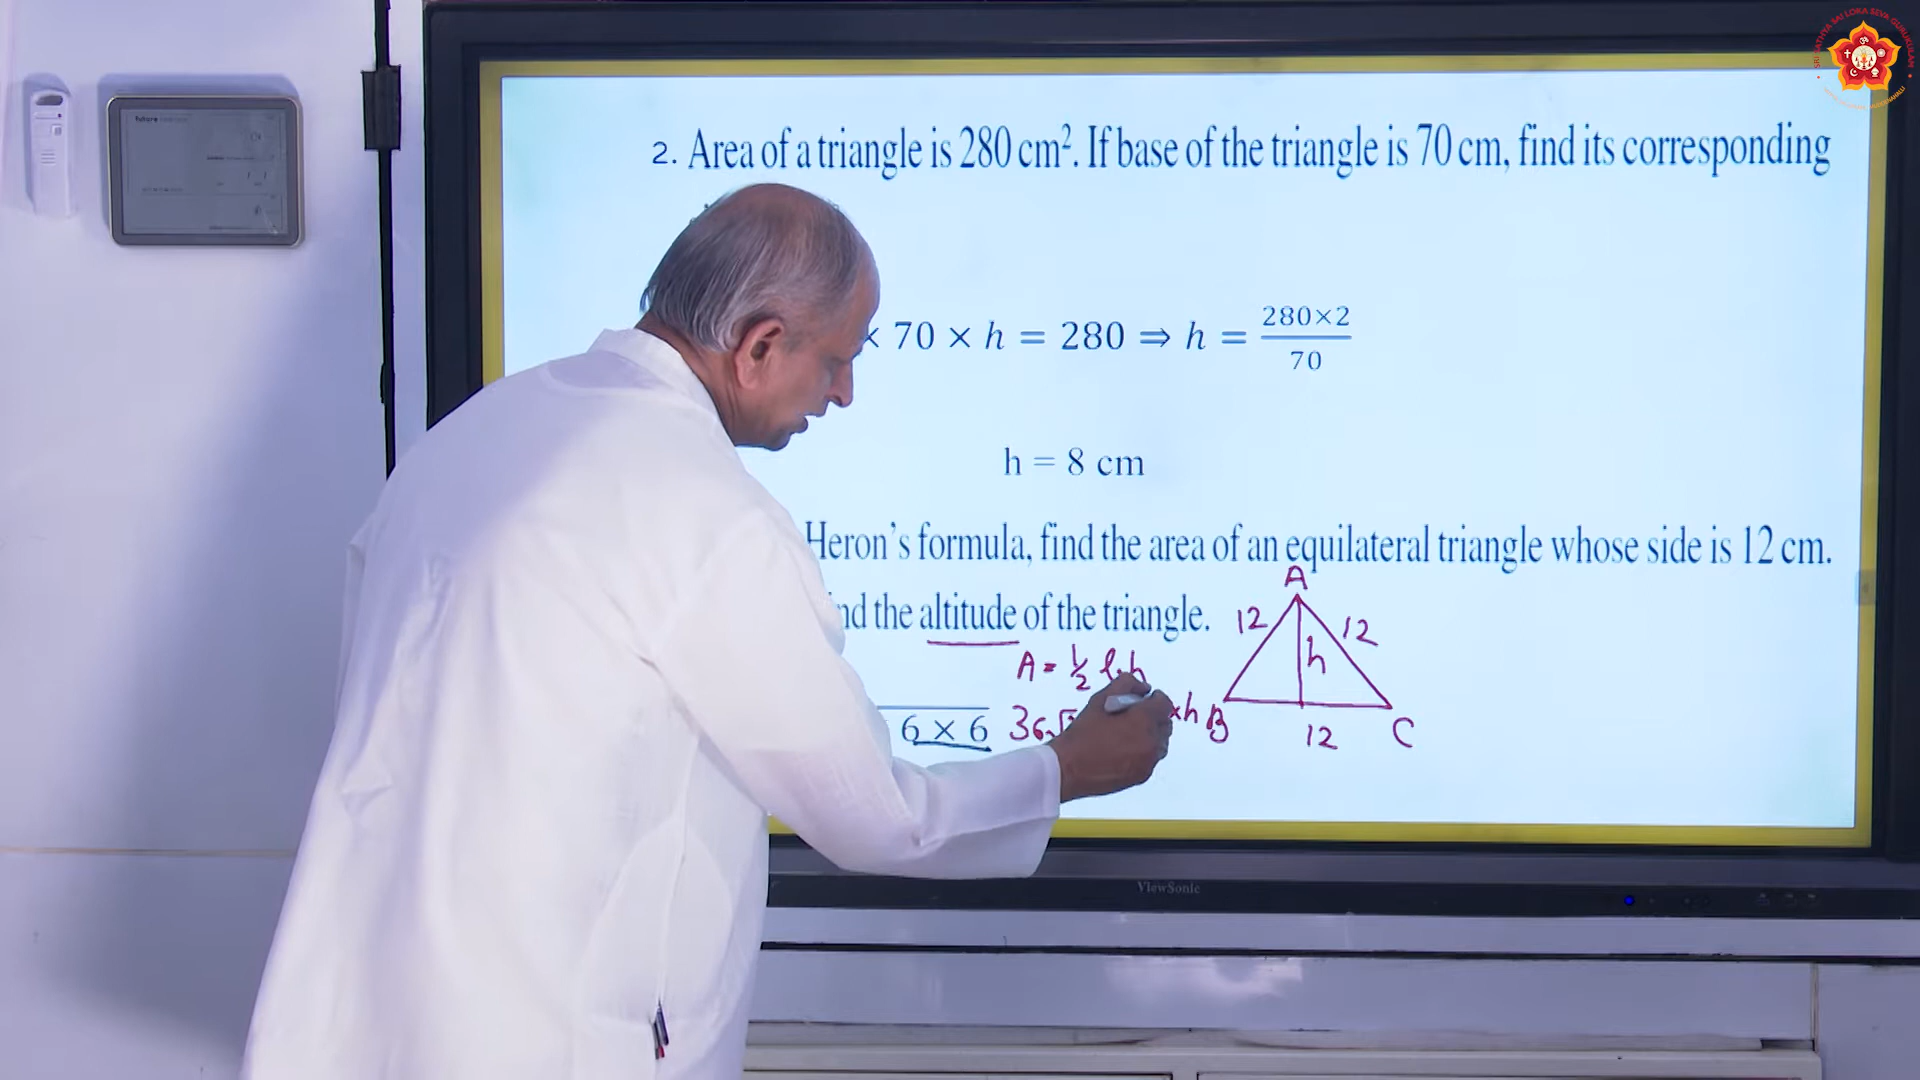 2. Area of a triangle is 280 cm². If base of the triangle is 70 cm, find its corresponding
× 70 × h = 280 ⇒ h = 280×2/70
h = 8 cm
Heron's formula, find the area of an equilateral triangle whose side is 12 cm.
nd the altitude of the triangle.
A
12 12
h
A = 1/2 b·h
6 × 6 36√ ×h
B 12 C
ViewSonic